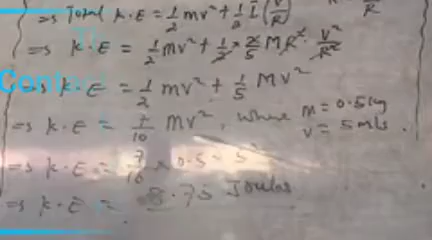 => Total K.E = 1/2 mv² + 1/2 I (v/R)
=> K.E = 1/2 mv² + 1/2 × 2/5 MR² · v²/R²
=> K.E = 1/2 mv² + 1/5 Mv²
=> K.E = 7/10 Mv², where m = 0.5 kg
v = 5 m/s.
=> K.E = 7/10 × 0.5 × 5²
=> K.E = 8.75 Joules